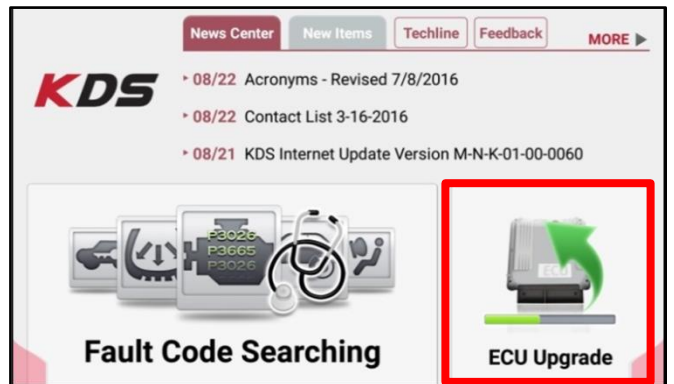 News Center New Items Techline Feedback MORE ▶
KDS
08/22 Acronyms - Revised 7/8/2016
08/22 Contact List 3-16-2016
08/21 KDS Internet Update Version M-N-K-01-00-0060
P3026
P3665
P3026
ECU
Fault Code Searching
ECU Upgrade